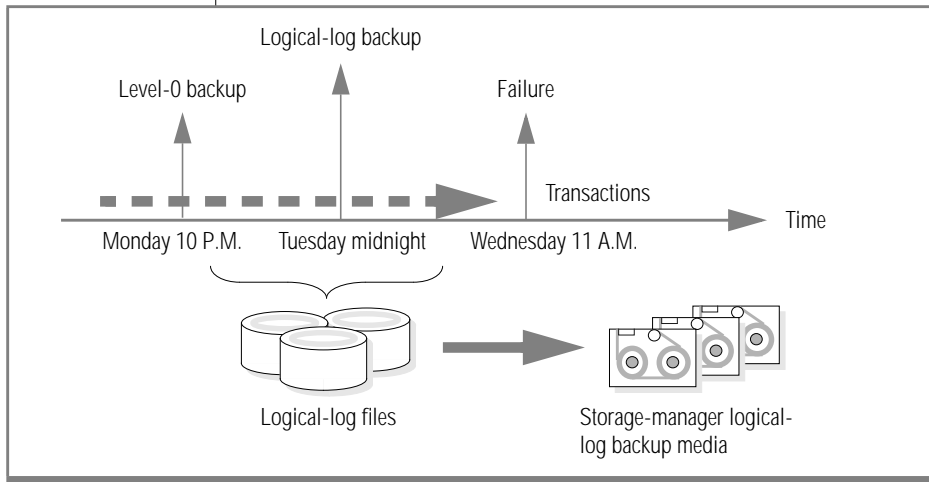 Logical-log backup
Level-0 backup
Failure
Transactions
Time
Monday 10 P.M.
Tuesday midnight
Wednesday 11 A.M.
Logical-log files
Storage-manager logical-
log backup media